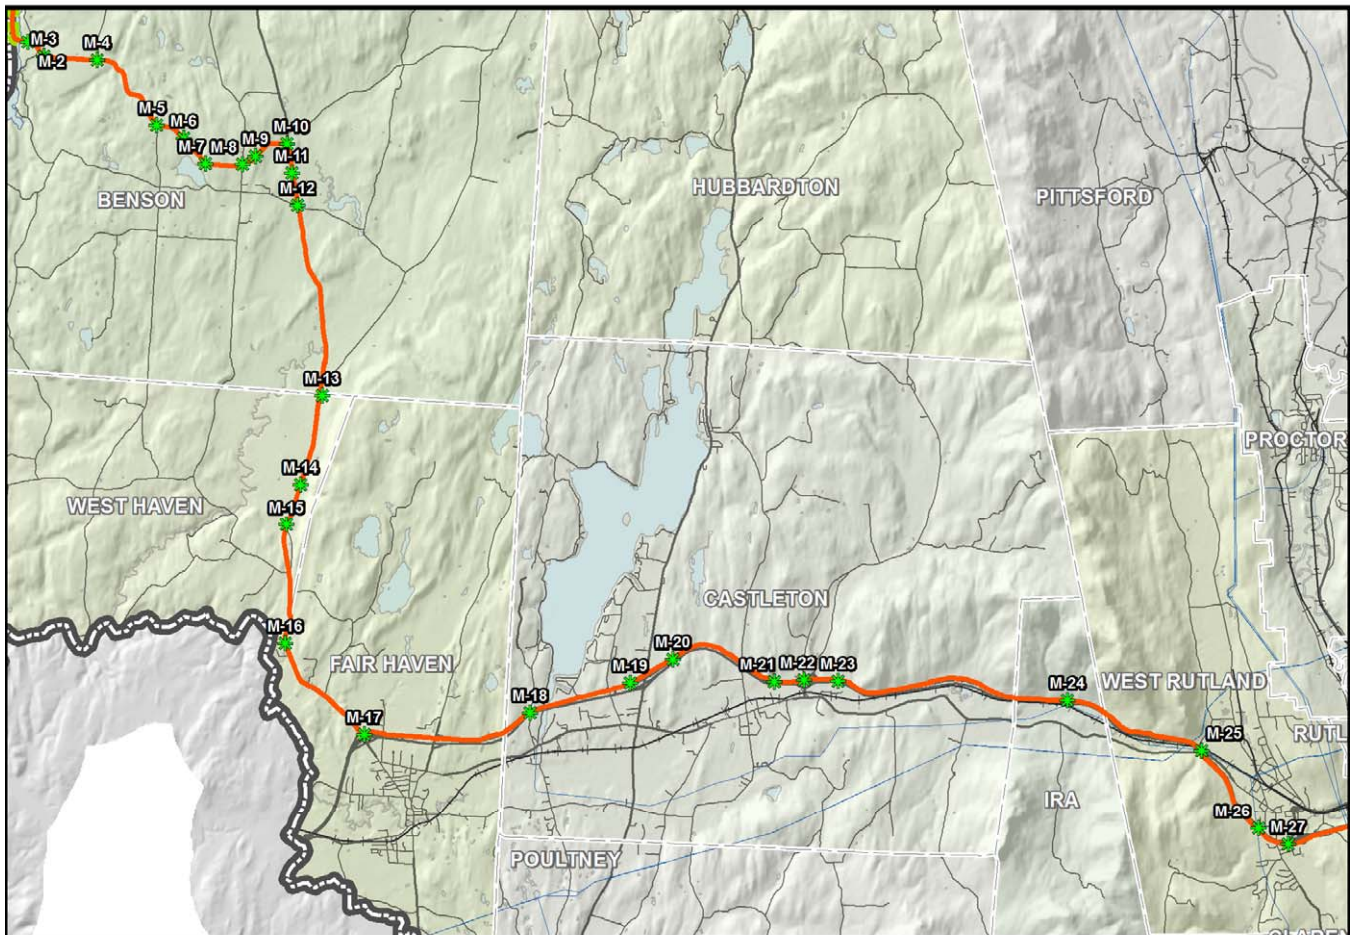 M-3
M-4
M-2
M-5
M-6
M-10
M-9
M-7
M-8
M-11
M-12
BENSON
HUBBARDTON
PITTSFORD
M-13
PROCTOR
M-14
WEST HAVEN
M-15
CASTLETON
M-16
M-20
FAIR HAVEN
M-19
M-21
M-22
M-23
M-24
WEST RUTLAND
M-18
M-17
M-25
RUTL
IRA
M-26
M-27
POULTNEY